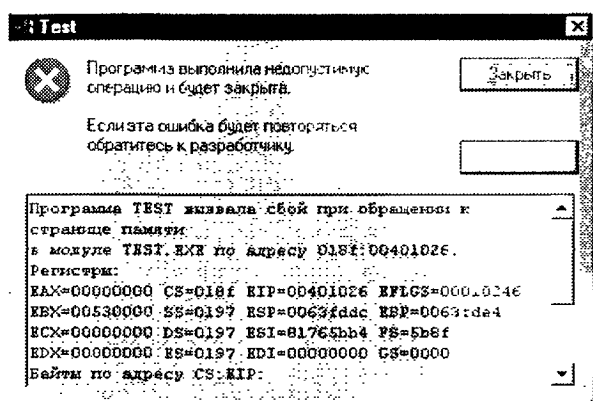 Test
Программа выполнила недопустимую
операцию и будет закрыта.
Закрыть
Если эта ошибка будет повторяться
обратитесь к разработчику.
Программа TEST вызвала сбой при обращении к
странице памяти
в модуле TEST.EXE по адресу 018f:00401026.
Регистры:
EAX=00000000 CS=018f EIP=00401026 EFLGS=00010246
EBX=00530000 SS=0197 ESP=0063fddc EBP=0063fde4
ECX=00000000 DS=0197 ESI=81765bb4 FS=5b8f
EDX=00000000 ES=0197 EDI=00000000 GS=0000
Байты по адресу CS:EIP: